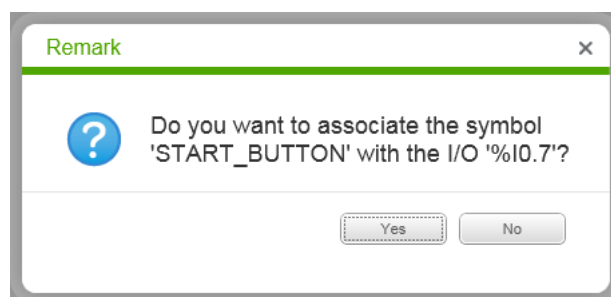 Remark
Do you want to associate the symbol
'START_BUTTON' with the I/O '%I0.7'?
Yes
No